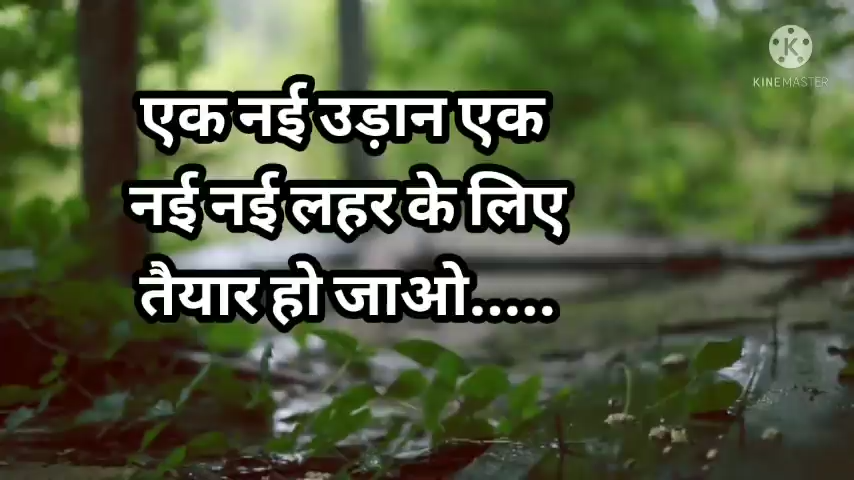 KINEMASTER
एक नई उड़ान एक
नई नई लहर के लिए
तैयार हो जाओ.....